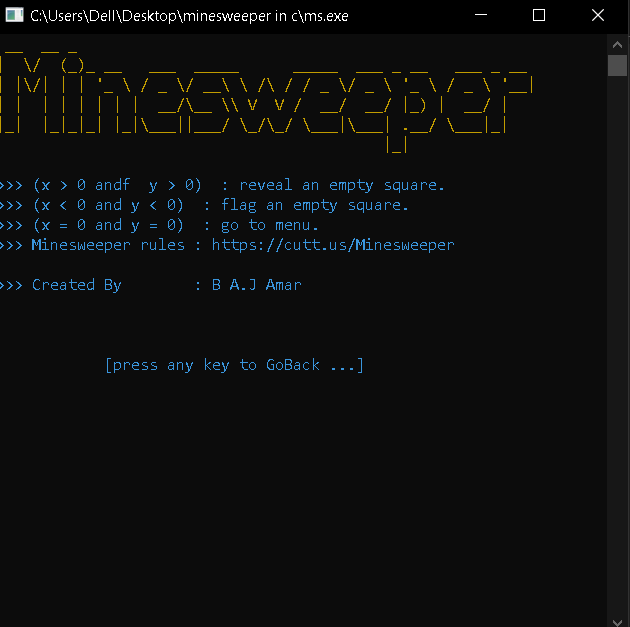 C:\Users\Dell\Desktop\minesweeper in c\ms.exe
Minesweeper
>>> (x > 0 andf  y > 0)  : reveal an empty square.
>>> (x < 0 and y < 0)  : flag an empty square.
>>> (x = 0 and y = 0)  : go to menu.
>>> Minesweeper rules : https://cutt.us/Minesweeper
>>> Created By        : B A.J Amar
[press any key to GoBack ...]